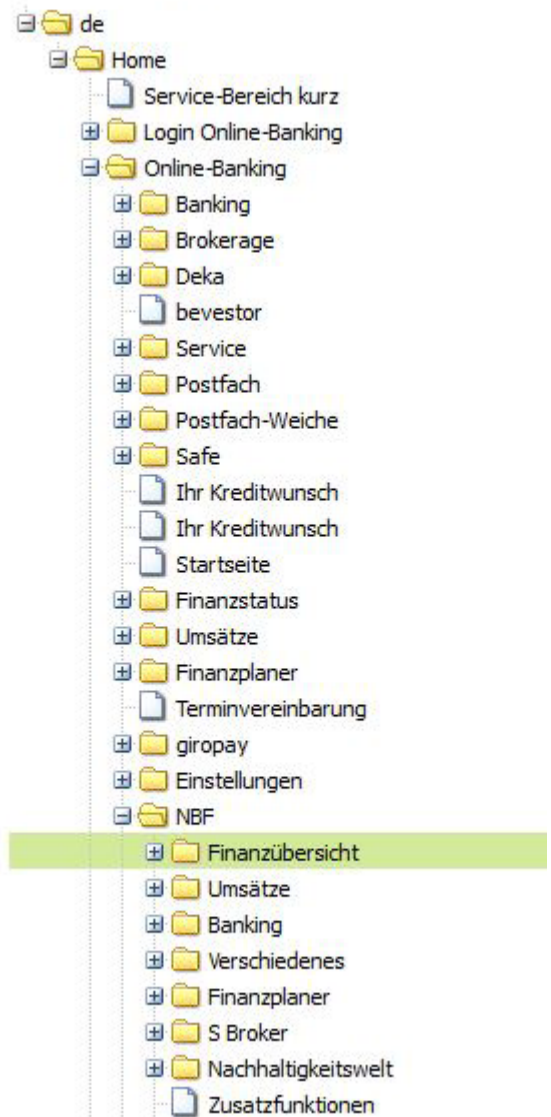 de
Home
Service-Bereich kurz
Login Online-Banking
Online-Banking
Banking
Brokerage
Deka
bevestor
Service
Postfach
Postfach-Weiche
Safe
Ihr Kreditwunsch
Ihr Kreditwunsch
Startseite
Finanzstatus
Umsätze
Finanzplaner
Terminvereinbarung
giropay
Einstellungen
NBF
Finanzübersicht
Umsätze
Banking
Verschiedenes
Finanzplaner
S Broker
Nachhaltigkeitswelt
Zusatzfunktionen